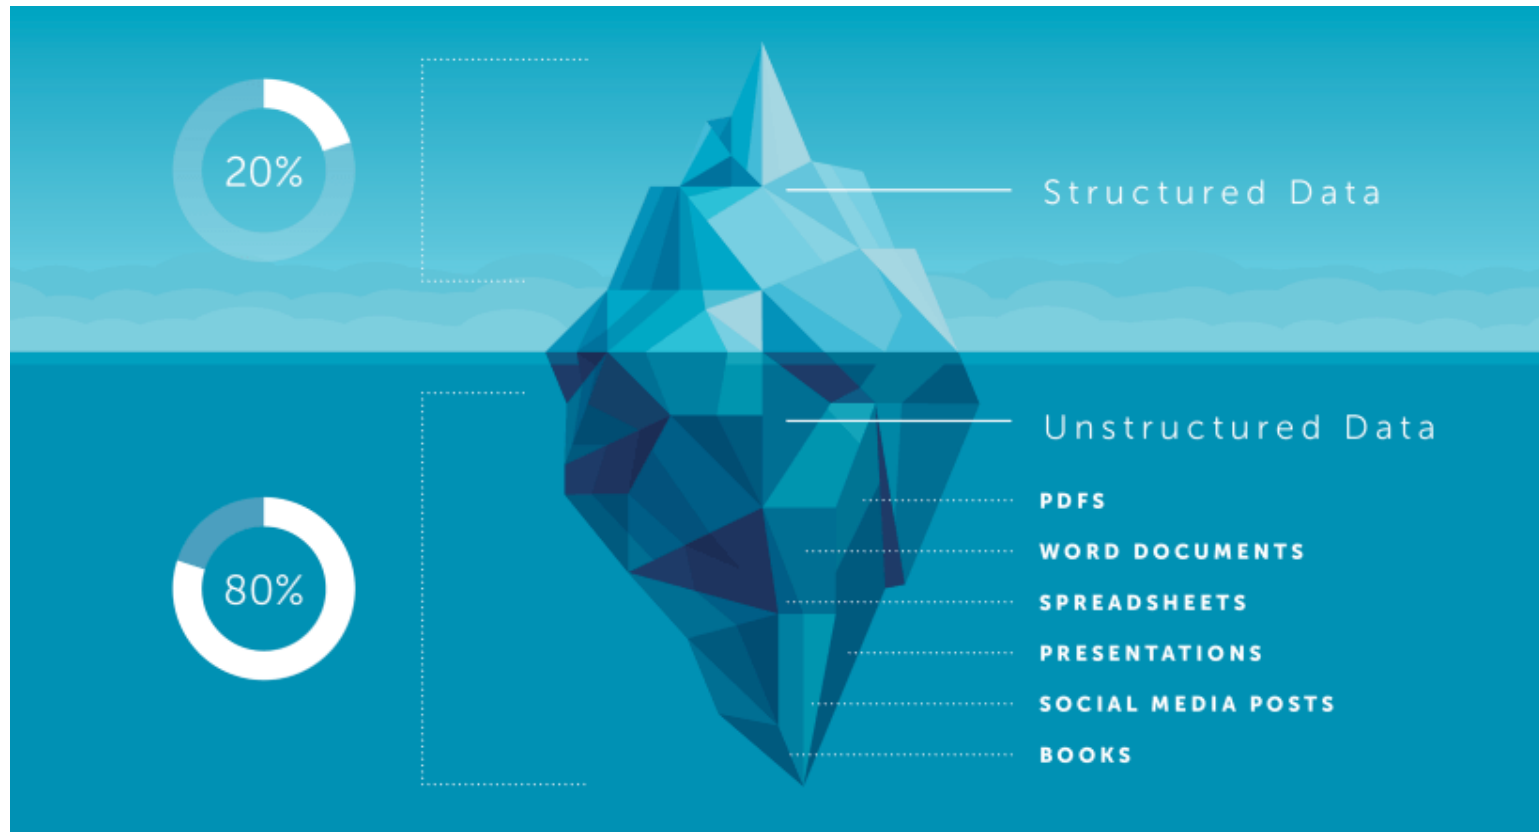 20%
Structured Data
Unstructured Data
PDFS
WORD DOCUMENTS
SPREADSHEETS
80%
PRESENTATIONS
SOCIAL MEDIA POSTS
BOOKS